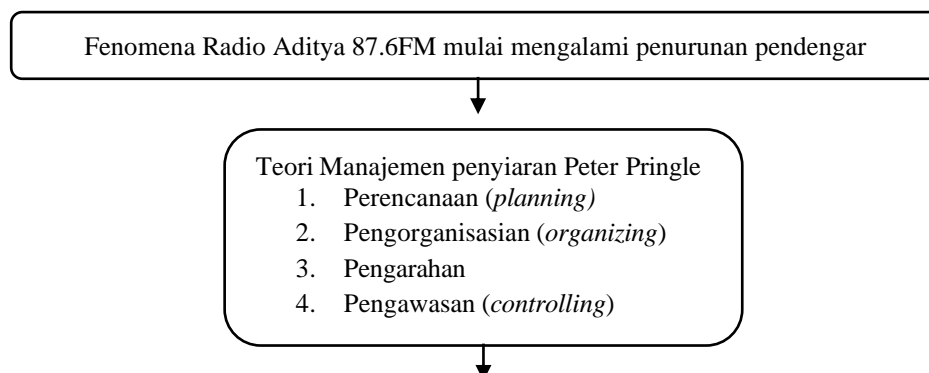 Fenomena Radio Aditya 87.6FM mulai mengalami penurunan pendengar
Teori Manajemen penyiaran Peter Pringle
1. Perencanaan (planning)
2. Pengorganisasian (organizing)
3. Pengarahan
4. Pengawasan (controlling)